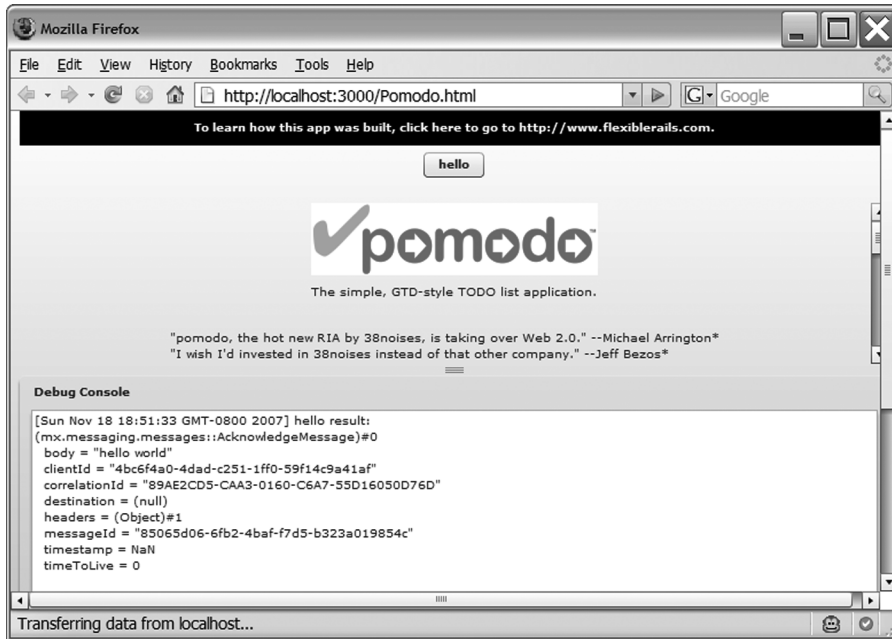 Mozilla Firefox
File Edit View History Bookmarks Tools Help
http://localhost:3000/Pomodo.html
G Google
To learn how this app was built, click here to go to http://www.flexiblerails.com.
hello
pomodo™
The simple, GTD-style TODO list application.
"pomodo, the hot new RIA by 38noises, is taking over Web 2.0." --Michael Arrington*
"I wish I'd invested in 38noises instead of that other company." --Jeff Bezos*
Debug Console
[Sun Nov 18 18:51:33 GMT-0800 2007] hello result:
(mx.messaging.messages::AcknowledgeMessage)#0
body = "hello world"
clientId = "4bc6f4a0-4dad-c251-1ff0-59f14c9a41af"
correlationId = "89AE2CD5-CAA3-0160-C6A7-55D16050D76D"
destination = (null)
headers = (Object)#1
messageId = "85065d06-6fb2-4baf-f7d5-b323a019854c"
timestamp = NaN
timeToLive = 0
Transferring data from localhost...